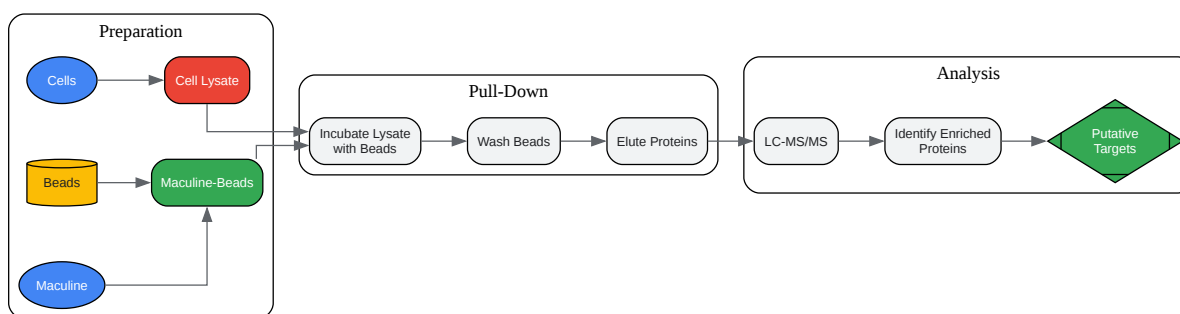 Preparation
Cells
Cell Lysate
Beads
Maculine-Beads
Maculine
Pull-Down
Incubate Lysate
with Beads
Wash Beads
Elute Proteins
Analysis
LC-MS/MS
Identify Enriched
Proteins
Putative
Targets